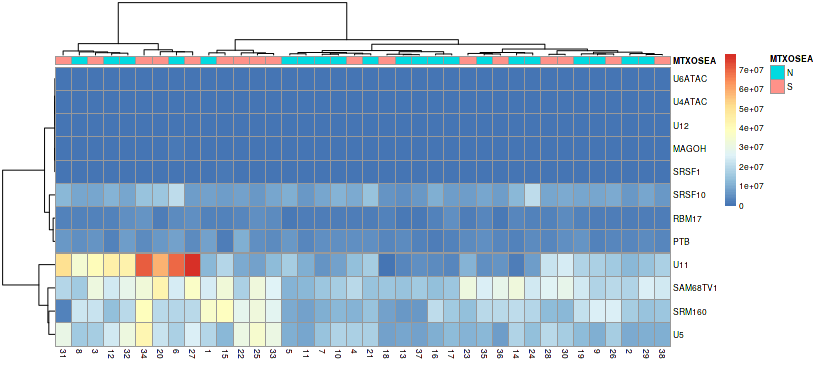 MTXOSEA
MTXOSEA
N
S
7e+07
6e+07
5e+07
4e+07
3e+07
2e+07
1e+07
0
U6ATAC
U4ATAC
U12
MAGOH
SRSF1
SRSF10
RBM17
PTB
U11
SAM68TV1
SRM160
U5
31 8 3 12 32 34 20 6 27 1 15 22 25 33 5 11 7 10 4 21 18 13 37 16 17 23 35 36 14 24 28 30 19 9 26 2 29 38